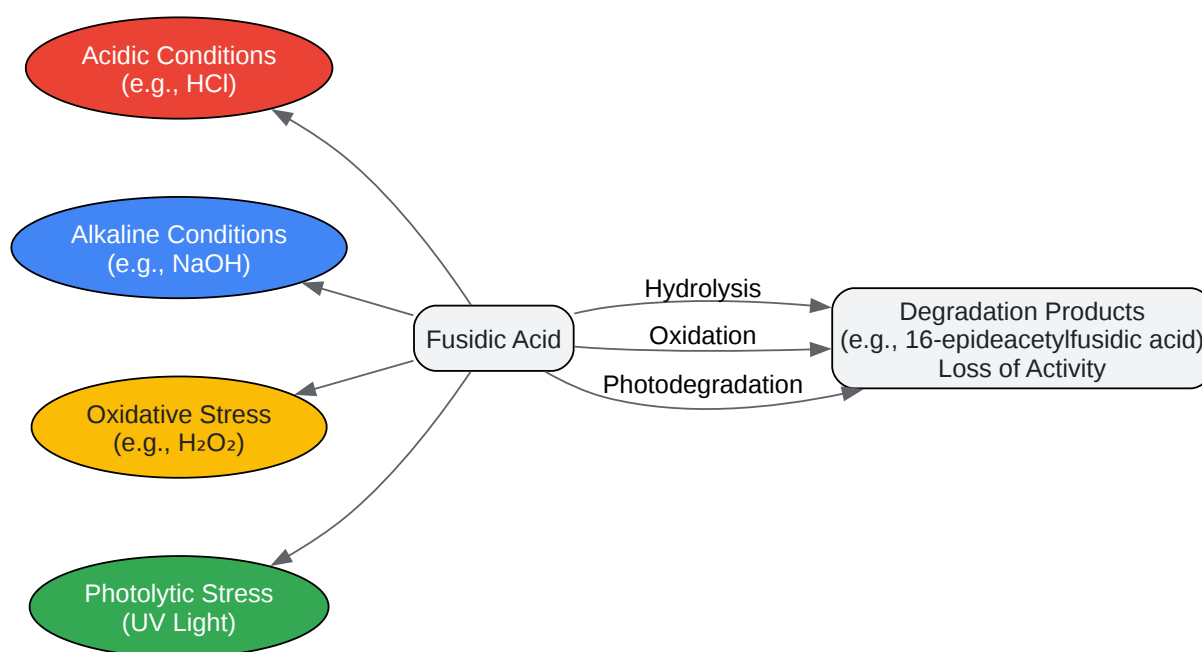 Acidic Conditions
(e.g., HCl)
Alkaline Conditions
(e.g., NaOH)
Oxidative Stress
(e.g., H₂O₂)
Photolytic Stress
(UV Light)
Fusidic Acid
Hydrolysis
Oxidation
Photodegradation
Degradation Products
(e.g., 16-epideacetylfusidic acid)
Loss of Activity